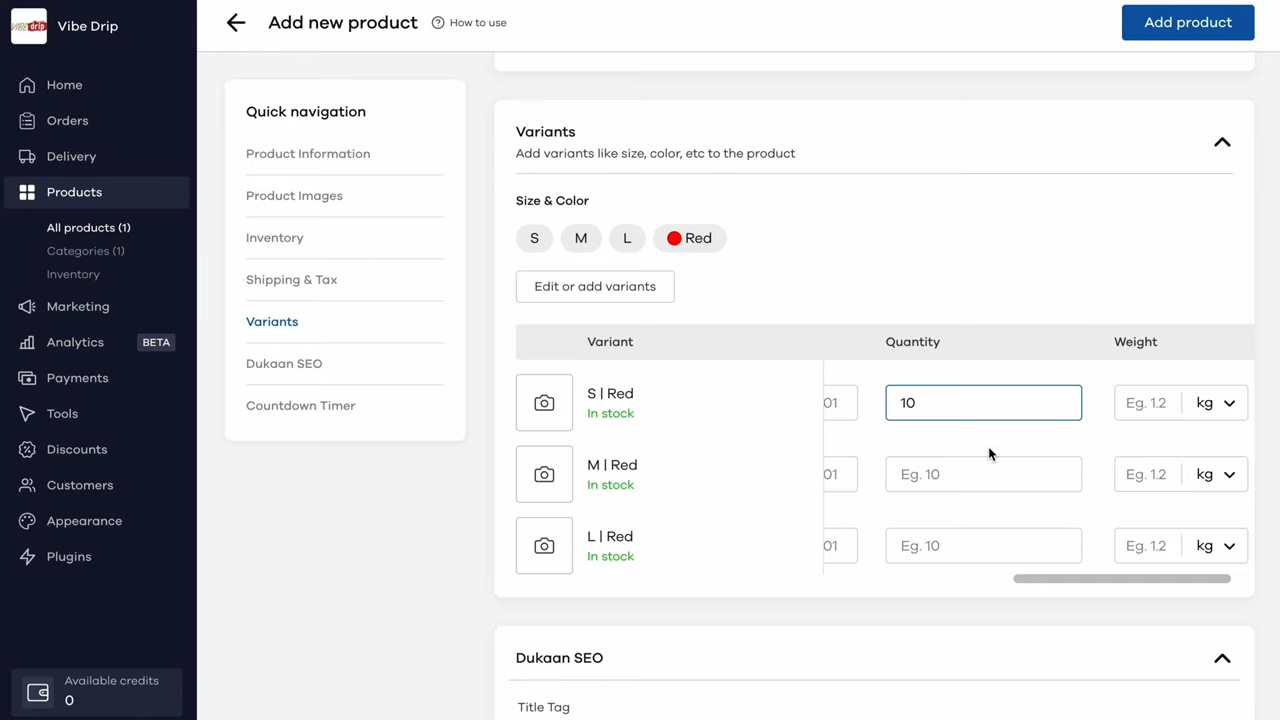 VIBE drip
Vibe Drip
Home
Orders
Delivery
Products
All products (1)
Categories (1)
Inventory
Marketing
Analytics BETA
Payments
Tools
Discounts
Customers
Appearance
Plugins
Available credits
0
Add new product
? How to use
Add product
Quick navigation
Product Information
Product Images
Inventory
Shipping & Tax
Variants
Dukaan SEO
Countdown Timer
Variants
Add variants like size, color, etc to the product
Size & Color
S M L Red
Edit or add variants
Variant Quantity Weight
S | Red
In stock
01 10 Eg. 1.2 kg
M | Red
In stock
01 Eg. 10 Eg. 1.2 kg
L | Red
In stock
01 Eg. 10 Eg. 1.2 kg
Dukaan SEO
Title Tag